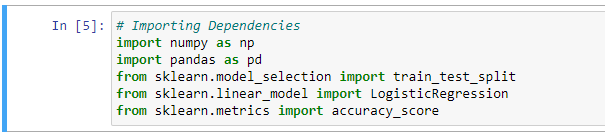 In [5]: # Importing Dependencies
import numpy as np
import pandas as pd
from sklearn.model_selection import train_test_split
from sklearn.linear_model import LogisticRegression
from sklearn.metrics import accuracy_score